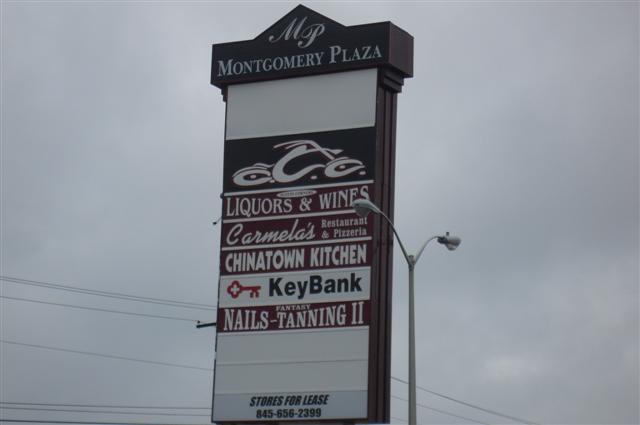 MP
MONTGOMERY PLAZA
LIQUORS & WINES
Carmela's Restaurant & Pizzeria
CHINATOWN KITCHEN
KeyBank
FANTASY
NAILS-TANNING II
STORES FOR LEASE
845-656-2399